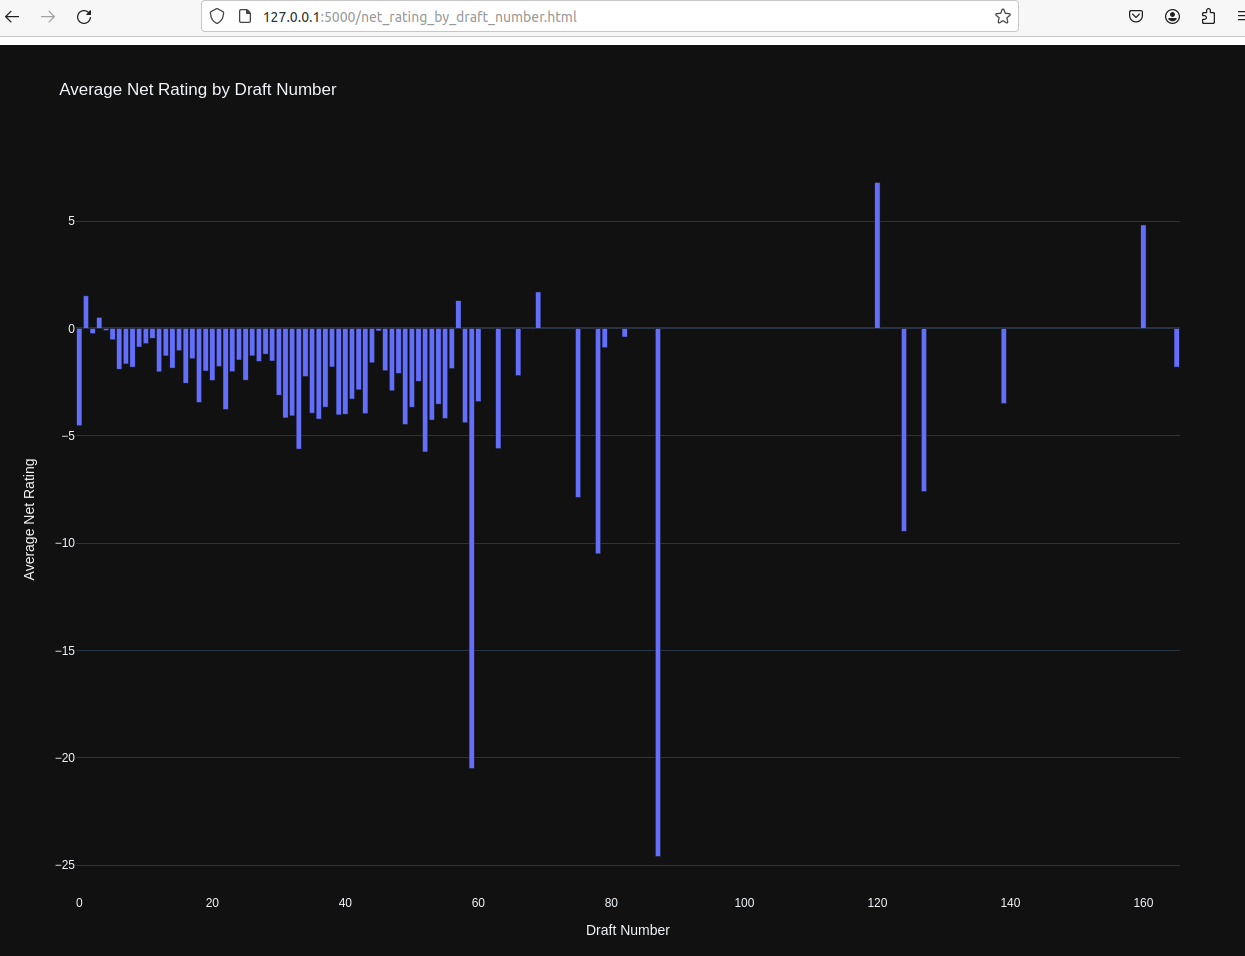 127.0.0.1:5000/net_rating_by_draft_number.html
Average Net Rating by Draft Number
5
0
−5
−10
−15
−20
−25
Average Net Rating
0 20 40 60 80 100 120 140 160
Draft Number